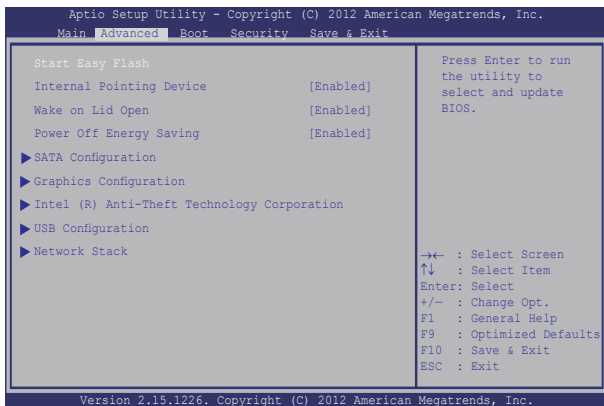 Aptio Setup Utility - Copyright (C) 2012 American Megatrends, Inc.
Main Advanced Boot Security Save & Exit
Start Easy Flash
Internal Pointing Device [Enabled]
Wake on Lid Open [Enabled]
Power Off Energy Saving [Enabled]
SATA Configuration
Graphics Configuration
Intel (R) Anti-Theft Technology Corporation
USB Configuration
Network Stack
Press Enter to run
the utility to
select and update
BIOS.
→← : Select Screen
↑↓ : Select Item
Enter: Select
+/— : Change Opt.
F1 : General Help
F9 : Optimized Defaults
F10 : Save & Exit
ESC : Exit
Version 2.15.1226. Copyright (C) 2012 American Megatrends, Inc.